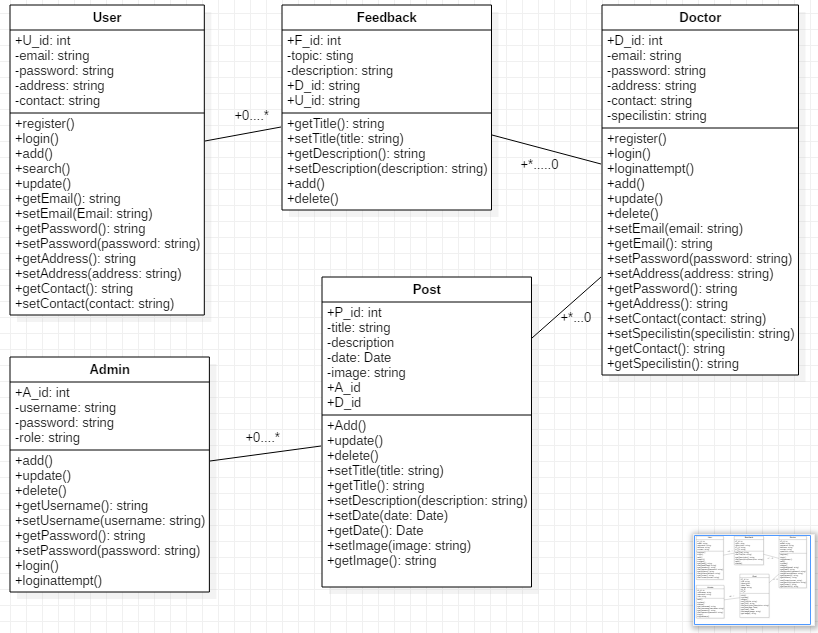 User
+U_id: int
-email: string
-password: string
-address: string
-contact: string
+register()
+login()
+add()
+search()
+update()
+getEmail(): string
+setEmail(Email: string)
+getPassword(): string
+setPassword(password: string)
+getAddress(): string
+setAddress(address: string)
+getContact(): string
+setContact(contact: string)
+0....*
Feedback
+F_id: int
-topic: sting
-description: string
+D_id: string
+U_id: string
+getTitle(): string
+setTitle(title: string)
+getDescription(): string
+setDescription(description: string)
+add()
+delete()
+*.....0
Doctor
+D_id: int
-email: string
-password: string
-address: string
-contact: string
-specilistin: string
+register()
+login()
+loginattempt()
+add()
+update()
+delete()
+setEmail(email: string)
+getEmail(): string
+setPassword(password: string)
+setAddress(address: string)
+getPassword(): string
+getAddress(): string
+setContact(contact: string)
+setSpecilistin(specilistin: string)
+getContact(): string
+getSpecilistin(): string
Admin
+A_id: int
-username: string
-password: string
-role: string
+add()
+update()
+delete()
+getUsername(): string
+setUsername(username: string)
+getPassword(): string
+setPassword(password: string)
+login()
+loginattempt()
+0....*
Post
+P_id: int
-title: string
-description
-date: Date
-image: string
+A_id
+D_id
+Add()
+update()
+delete()
+setTitle(title: string)
+getTitle(): string
+setDescription(description: string)
+setDate(date: Date)
+getDate(): Date
+setImage(image: string)
+getImage(): string
+*...0